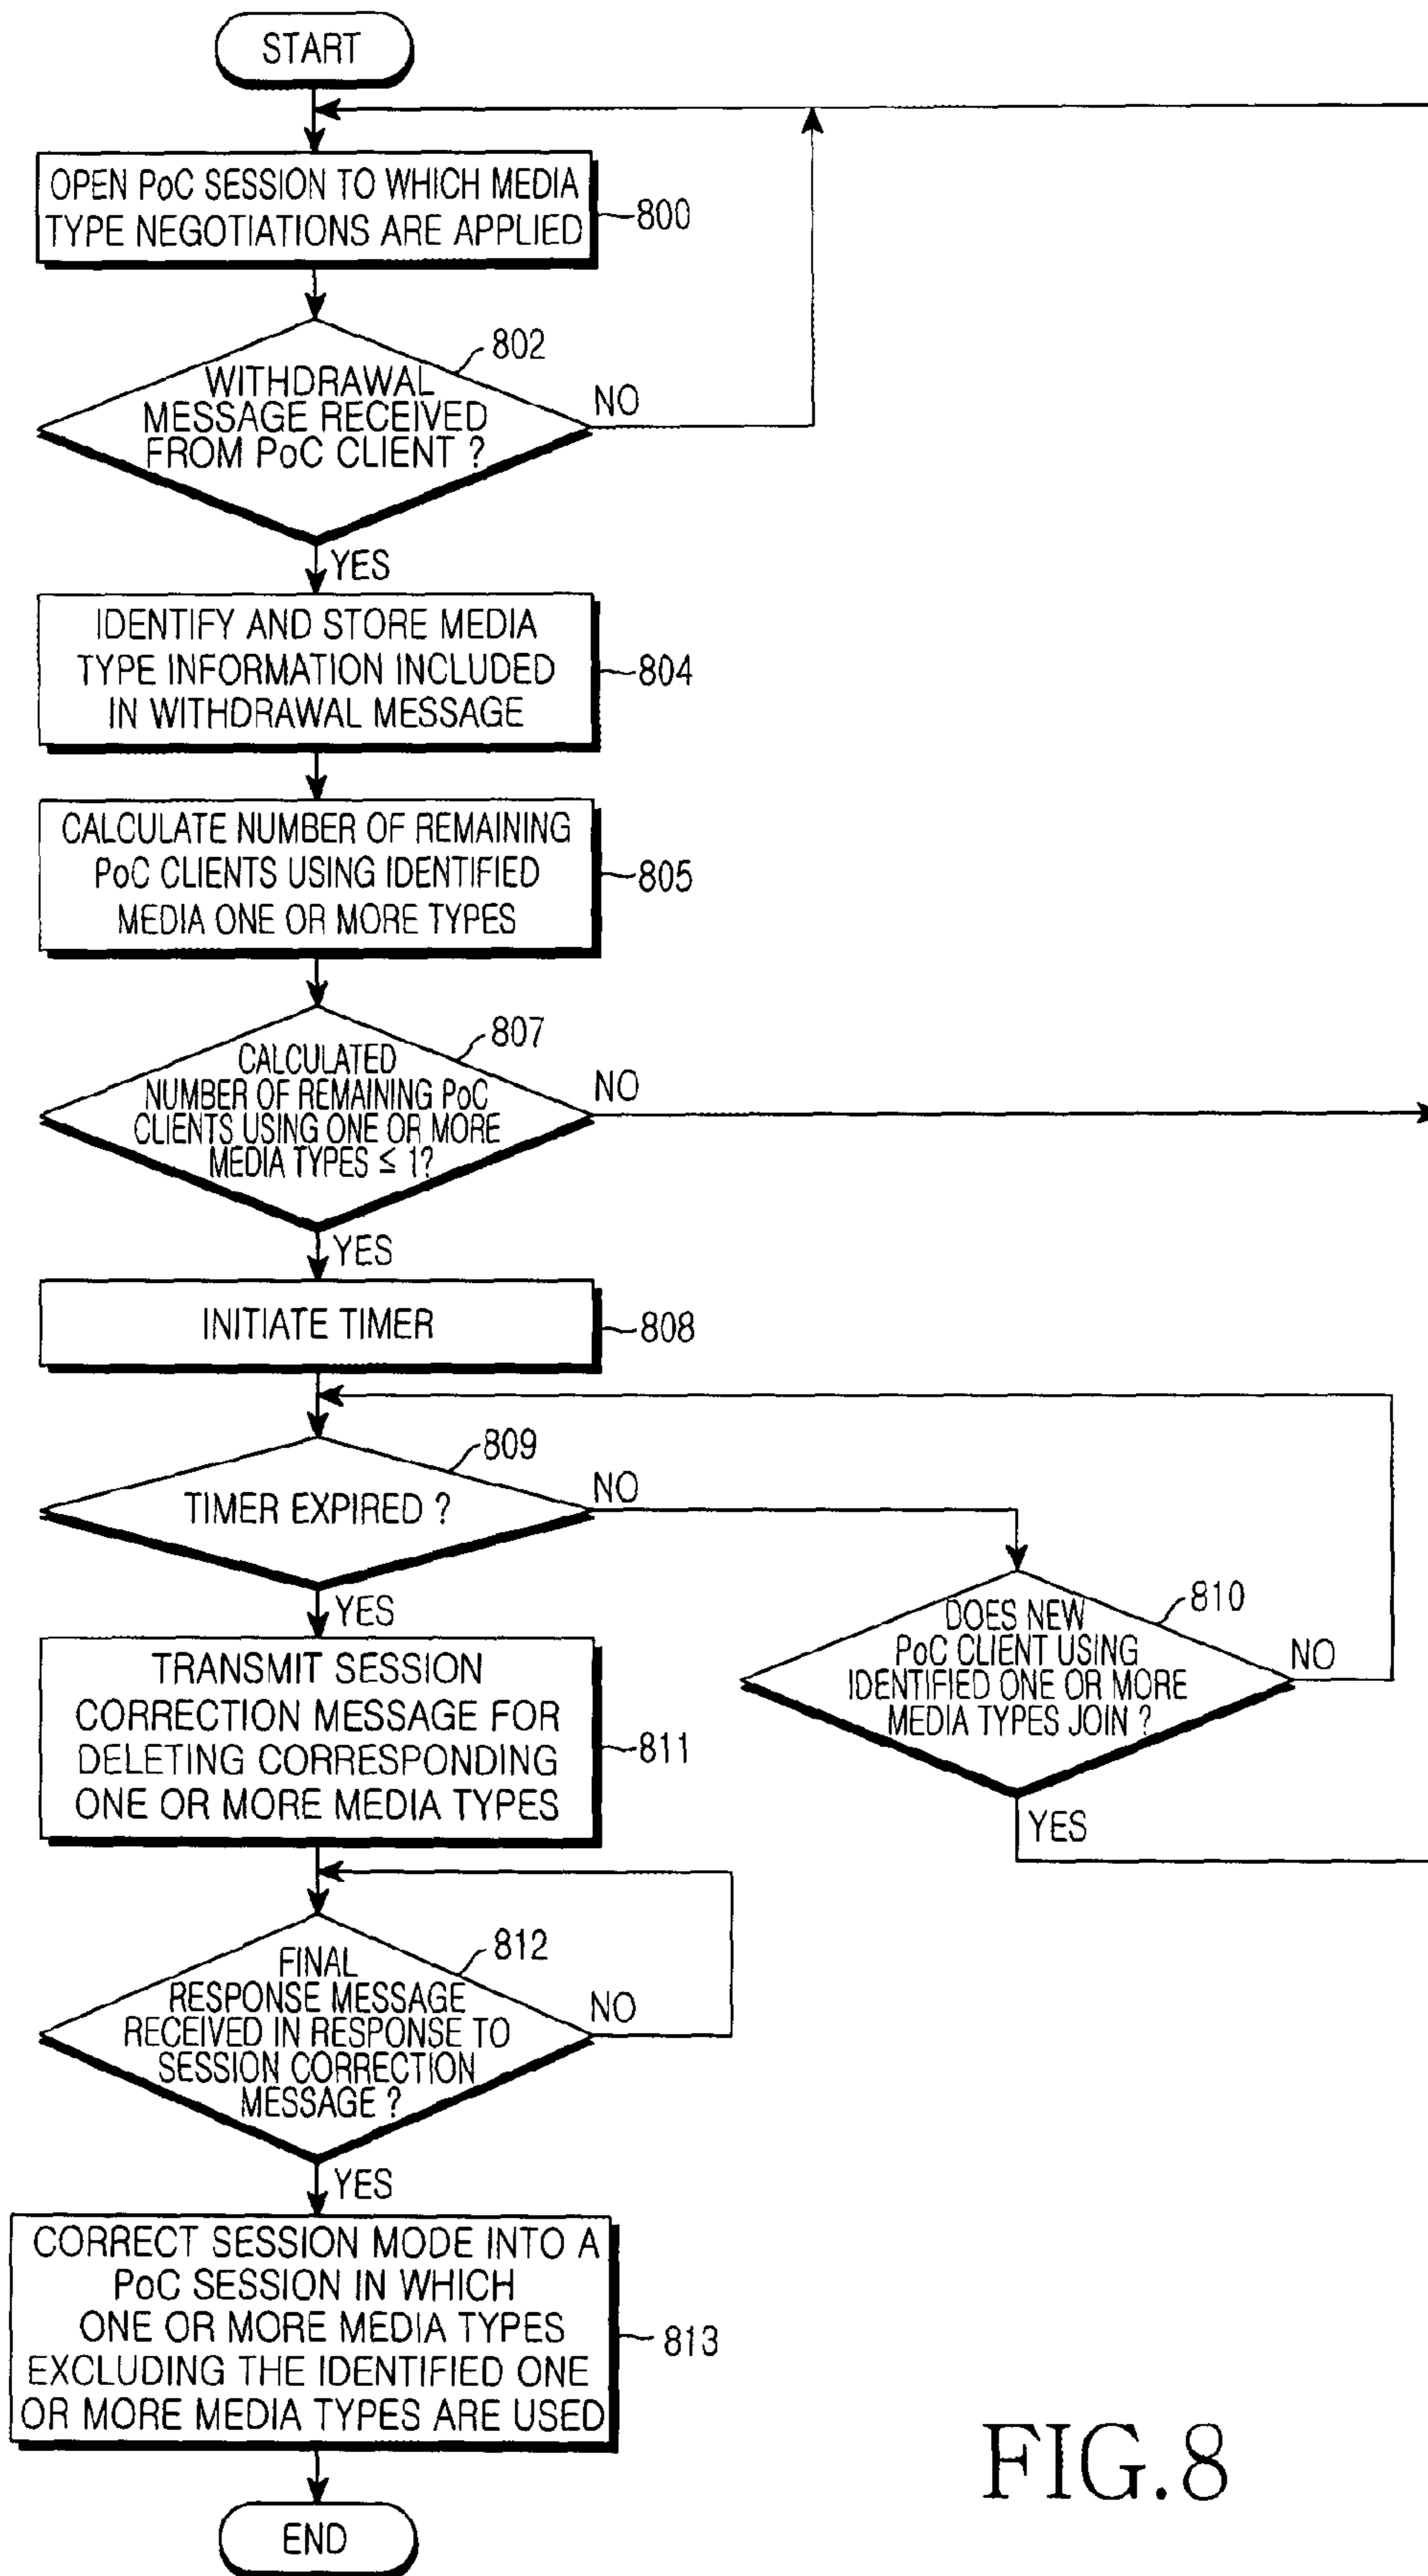 START
OPEN PoC SESSION TO WHICH MEDIA
TYPE NEGOTIATIONS ARE APPLIED
800
802
WITHDRAWAL
MESSAGE RECEIVED
FROM PoC CLIENT ?
NO
YES
IDENTIFY AND STORE MEDIA
TYPE INFORMATION INCLUDED
IN WITHDRAWAL MESSAGE
804
CALCULATE NUMBER OF REMAINING
PoC CLIENTS USING IDENTIFIED
MEDIA ONE OR MORE TYPES
805
807
CALCULATED
NUMBER OF REMAINING PoC
CLIENTS USING ONE OR MORE
MEDIA TYPES ≤ 1?
NO
YES
INITIATE TIMER
808
809
TIMER EXPIRED ?
NO
YES
810
DOES NEW
PoC CLIENT USING
IDENTIFIED ONE OR MORE
MEDIA TYPES JOIN ?
NO
YES
TRANSMIT SESSION
CORRECTION MESSAGE FOR
DELETING CORRESPONDING
ONE OR MORE MEDIA TYPES
811
812
FINAL
RESPONSE MESSAGE
RECEIVED IN RESPONSE TO
SESSION CORRECTION
MESSAGE ?
NO
YES
CORRECT SESSION MODE INTO A
PoC SESSION IN WHICH
ONE OR MORE MEDIA TYPES
EXCLUDING THE IDENTIFIED ONE
OR MORE MEDIA TYPES ARE USED
813
END
FIG.8